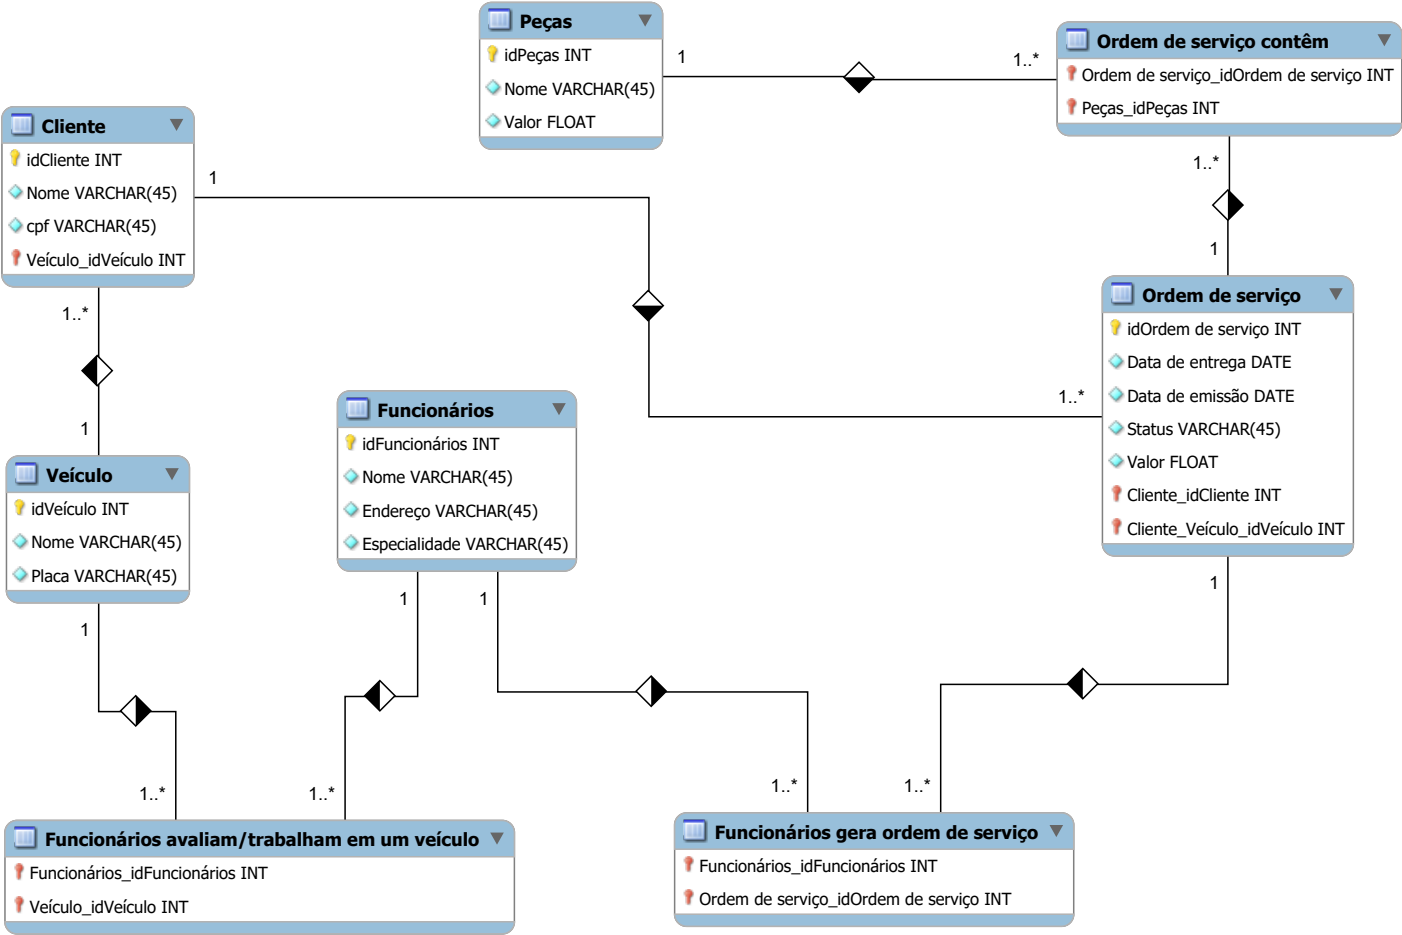 Peças
idPeças INT
Nome VARCHAR(45)
Valor FLOAT
1
1..*
Ordem de serviço contêm
Ordem de serviço_idOrdem de serviço INT
Peças_idPeças INT
Cliente
idCliente INT
Nome VARCHAR(45)
cpf VARCHAR(45)
Veículo_idVeículo INT
1
1..*
1
1..*
1
1..*
Ordem de serviço
idOrdem de serviço INT
Data de entrega DATE
Data de emissão DATE
Status VARCHAR(45)
Valor FLOAT
Cliente_idCliente INT
Cliente_Veículo_idVeículo INT
Funcionários
idFuncionários INT
Nome VARCHAR(45)
Endereço VARCHAR(45)
Especialidade VARCHAR(45)
Veículo
idVeículo INT
Nome VARCHAR(45)
Placa VARCHAR(45)
1
1
1
1
1..*
1..*
1..*
1..*
Funcionários avaliam/trabalham em um veículo
Funcionários_idFuncionários INT
Veículo_idVeículo INT
Funcionários gera ordem de serviço
Funcionários_idFuncionários INT
Ordem de serviço_idOrdem de serviço INT